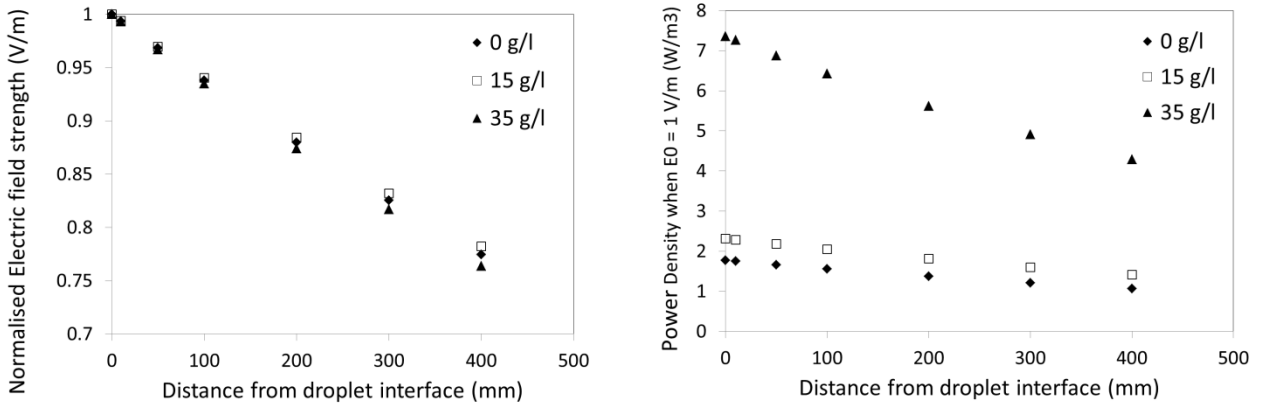 Normalised Electric field strength (V/m)
1
0.95
0.9
0.85
0.8
0.75
0.7
0 100 200 300 400 500
Distance from droplet interface (mm)
0 g/l
15 g/l
35 g/l
Power Density when E0 = 1 V/m (W/m3)
8
7
6
5
4
3
2
1
0
0 100 200 300 400 500
Distance from droplet interface (mm)
0 g/l
15 g/l
35 g/l